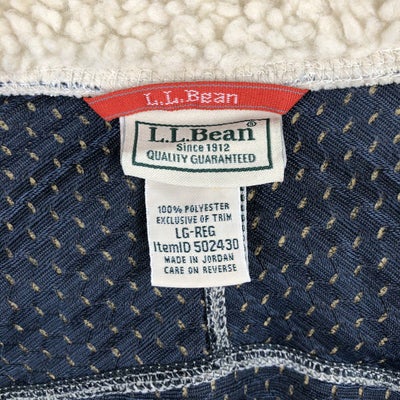 L.L.Bean
L.L.Bean®
Since 1912
QUALITY GUARANTEED
100% POLYESTER
EXCLUSIVE OF TRIM
LG-REG
ItemID 502430
MADE IN JORDAN
CARE ON REVERSE